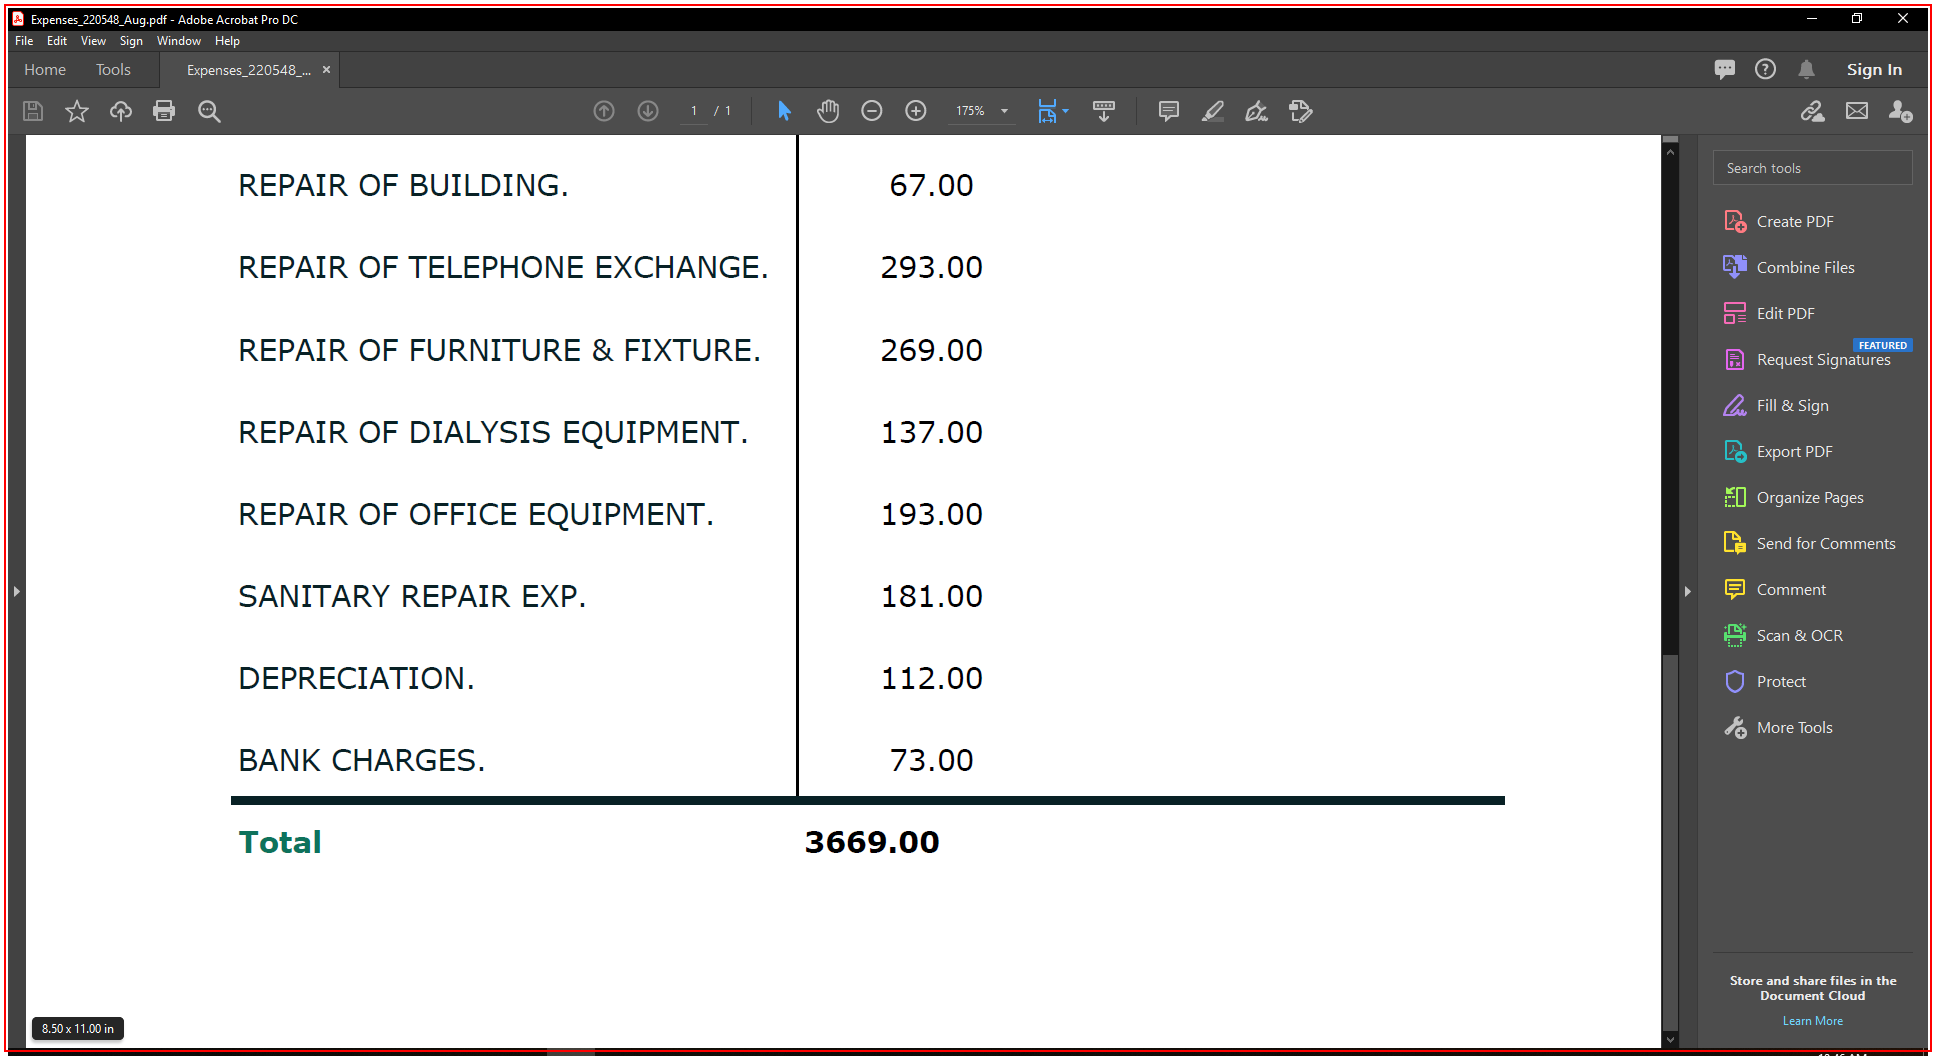 Expenses_220548_Aug.pdf - Adobe Acrobat Pro DC
File Edit View Sign Window Help
Home Tools Expenses_220548_... × Sign In
1 / 1 175%
REPAIR OF BUILDING. 67.00
REPAIR OF TELEPHONE EXCHANGE. 293.00
REPAIR OF FURNITURE & FIXTURE. 269.00
REPAIR OF DIALYSIS EQUIPMENT. 137.00
REPAIR OF OFFICE EQUIPMENT. 193.00
SANITARY REPAIR EXP. 181.00
DEPRECIATION. 112.00
BANK CHARGES. 73.00
Total 3669.00
8.50 x 11.00 in
Search tools
Create PDF
Combine Files
Edit PDF
FEATURED
Request Signatures
Fill & Sign
Export PDF
Organize Pages
Send for Comments
Comment
Scan & OCR
Protect
More Tools
Store and share files in the
Document Cloud
Learn More